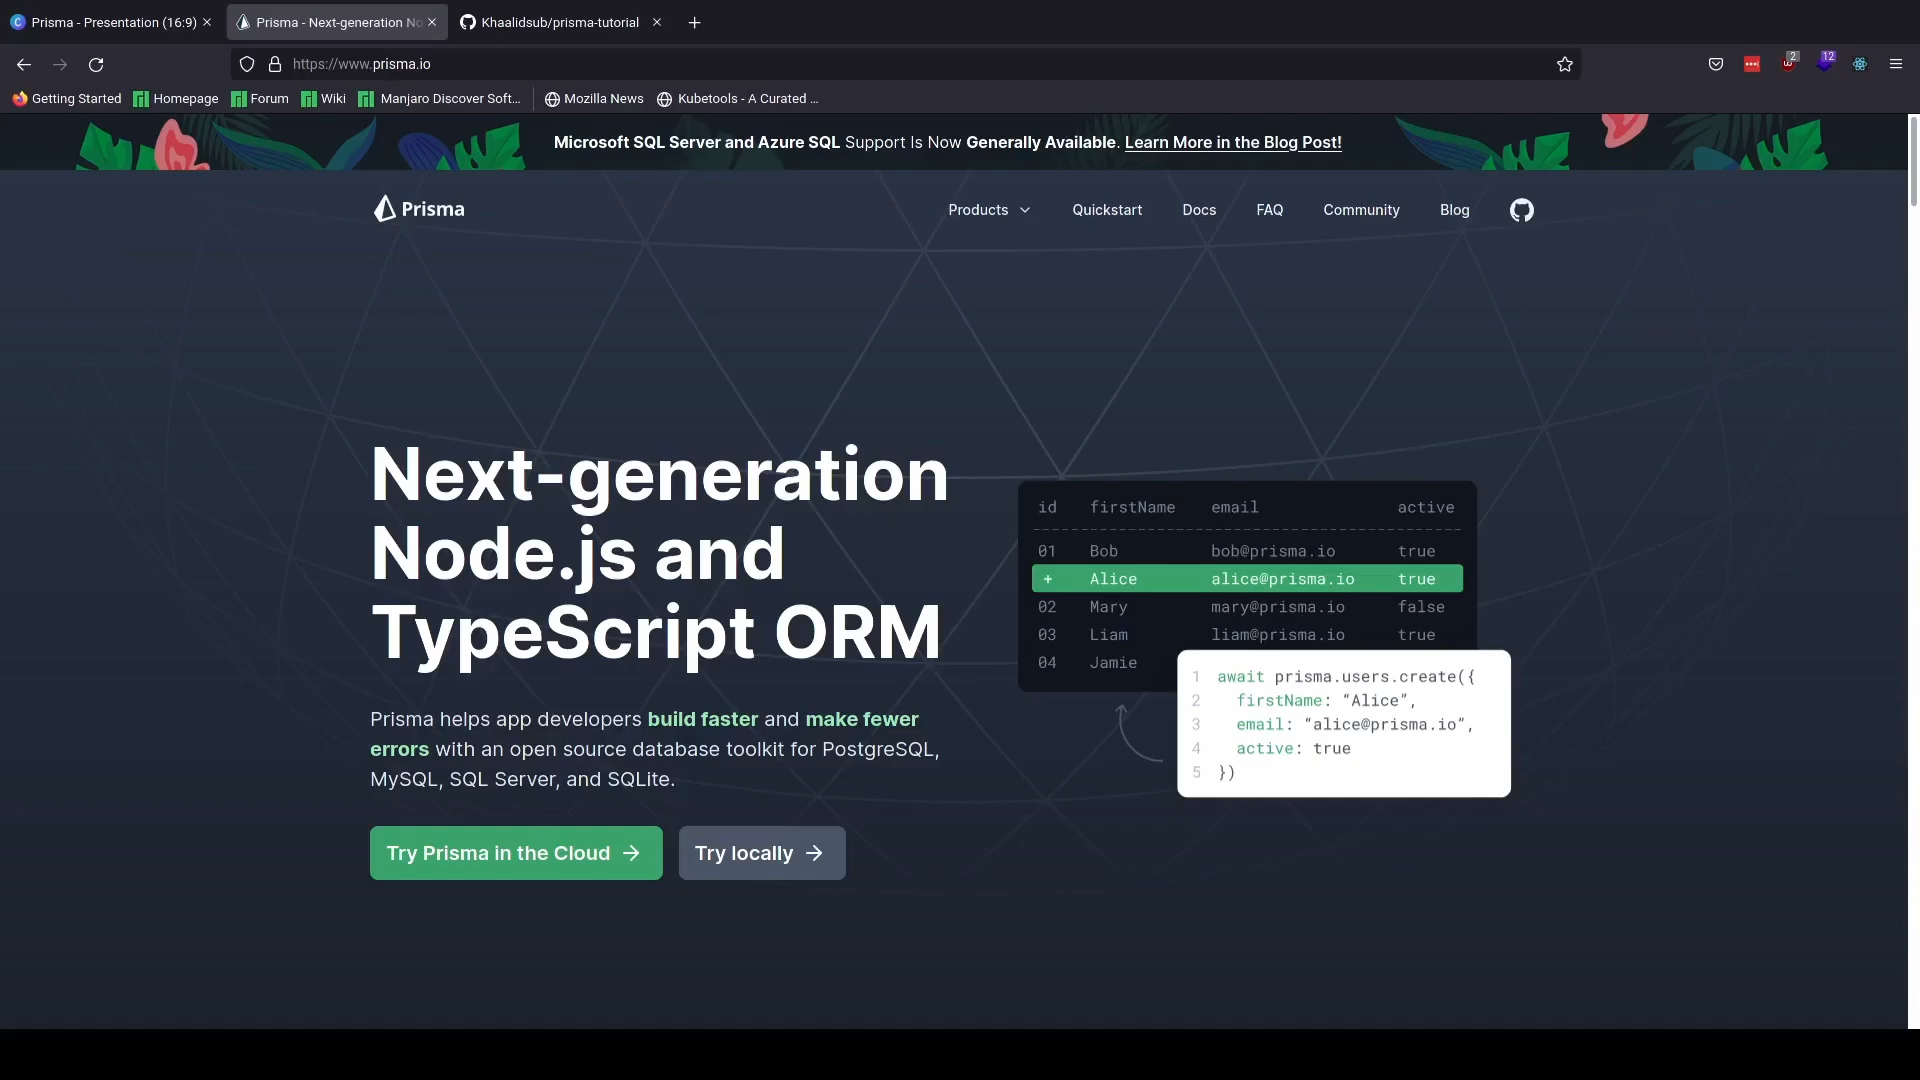 Prisma - Presentation (16:9)
Prisma - Next-generation No
Khaalidsub/prisma-tutorial
https://www.prisma.io
2
12
Getting Started
Homepage
Forum
Wiki
Manjaro Discover Soft…
Mozilla News
Kubetools - A Curated …
Microsoft SQL Server and Azure SQL Support Is Now Generally Available. Learn More in the Blog Post!
Prisma
Products
Quickstart
Docs
FAQ
Community
Blog
Next-generation
Node.js and
TypeScript ORM
Prisma helps app developers build faster and make fewer
errors with an open source database toolkit for PostgreSQL,
MySQL, SQL Server, and SQLite.
Try Prisma in the Cloud →
Try locally →
id firstName email active
01 Bob bob@prisma.io true
+ Alice alice@prisma.io true
02 Mary mary@prisma.io false
03 Liam liam@prisma.io true
04 Jamie
1 await prisma.users.create({
2 firstName: “Alice”,
3 email: “alice@prisma.io”,
4 active: true
5 })